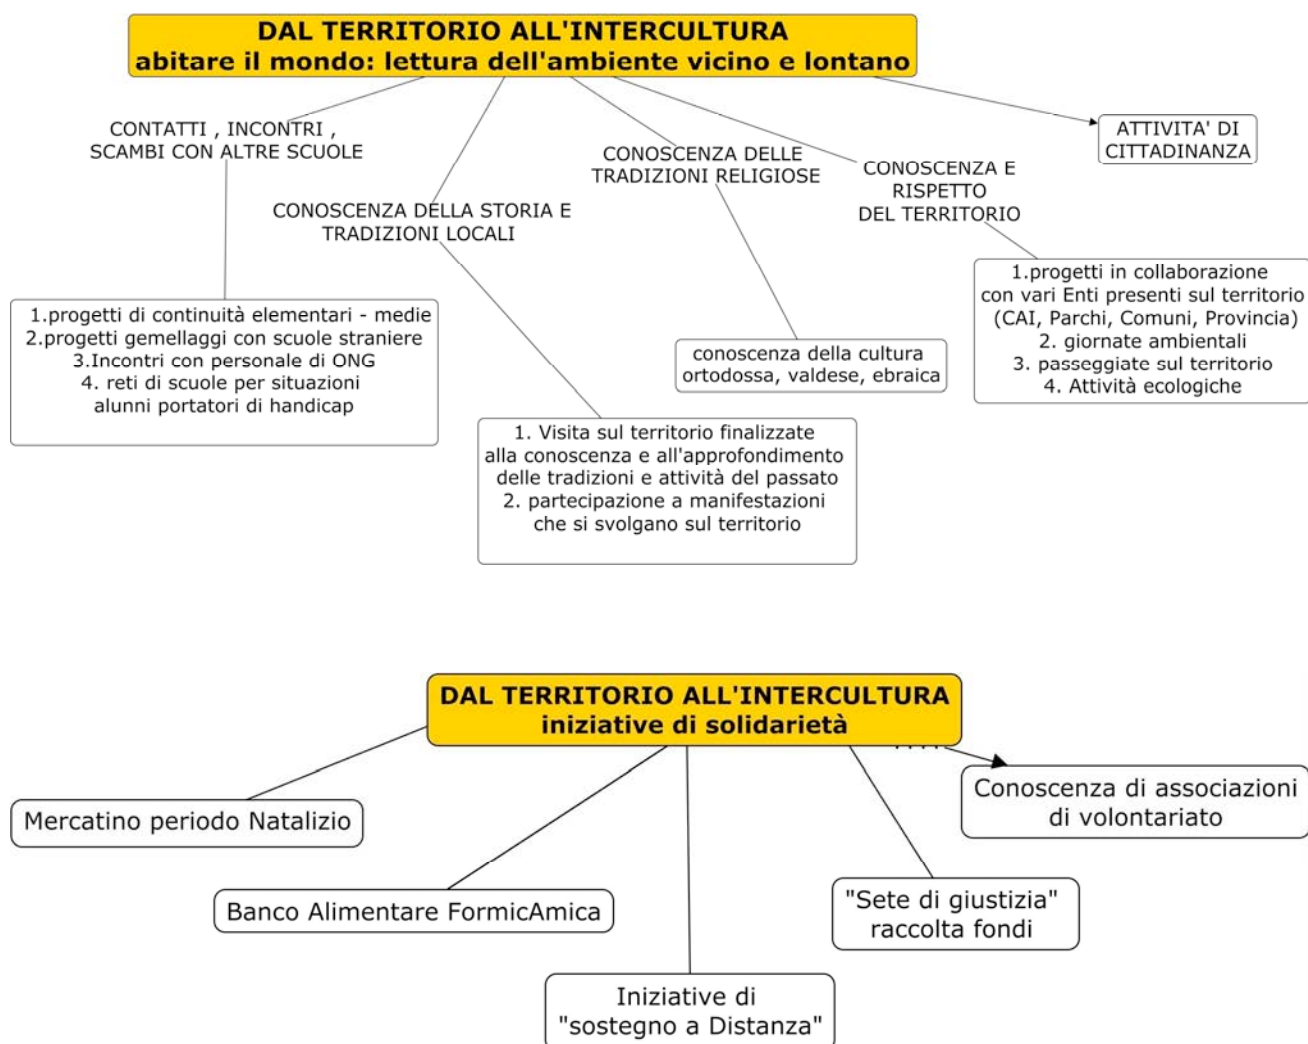 DAL TERRITORIO ALL'INTERCULTURA
abitare il mondo: lettura dell'ambiente vicino e lontano
CONTATTI , INCONTRI ,
SCAMBI CON ALTRE SCUOLE
1.progetti di continuità elementari - medie
2.progetti gemellaggi con scuole straniere
3.Incontri con personale di ONG
4. reti di scuole per situazioni
alunni portatori di handicap
CONOSCENZA DELLA STORIA E
TRADIZIONI LOCALI
1. Visita sul territorio finalizzate
alla conoscenza e all'approfondimento
delle tradizioni e attività del passato
2. partecipazione a manifestazioni
che si svolgano sul territorio
CONOSCENZA DELLE
TRADIZIONI RELIGIOSE
conoscenza della cultura
ortodossa, valdese, ebraica
CONOSCENZA E
RISPETTO
DEL TERRITORIO
1.progetti in collaborazione
con vari Enti presenti sul territorio
(CAI, Parchi, Comuni, Provincia)
2. giornate ambientali
3. passeggiate sul territorio
4. Attività ecologiche
ATTIVITA' DI
CITTADINANZA
DAL TERRITORIO ALL'INTERCULTURA
iniziative di solidarietà
Mercatino periodo Natalizio
Banco Alimentare FormicAmica
Iniziative di
"sostegno a Distanza"
"Sete di giustizia"
raccolta fondi
Conoscenza di associazioni
di volontariato